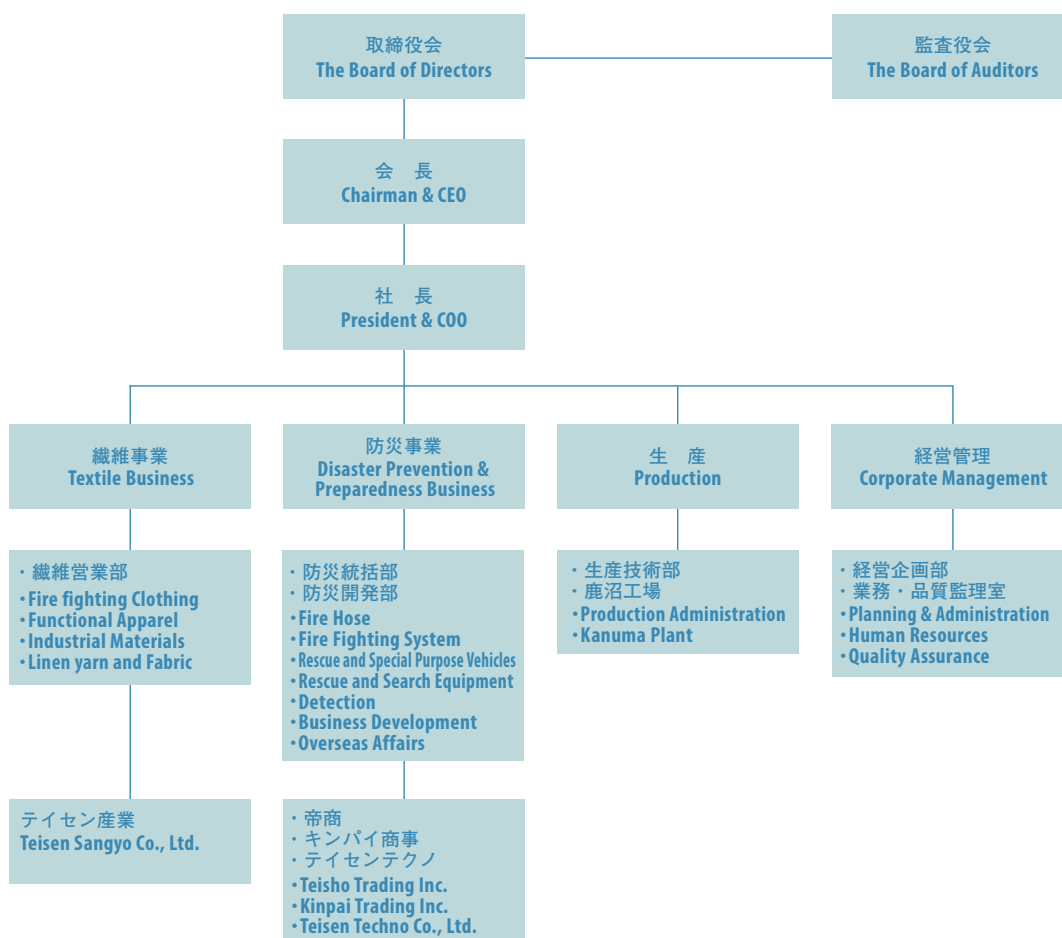 取締役会
The Board of Directors
監査役会
The Board of Auditors
会 長
Chairman & CEO
社 長
President & COO
繊維事業
Textile Business
防災事業
Disaster Prevention &
Preparedness Business
生 産
Production
経営管理
Corporate Management
・繊維営業部
•Fire fighting Clothing
•Functional Apparel
•Industrial Materials
•Linen yarn and Fabric
・防災統括部
・防災開発部
•Fire Hose
•Fire Fighting System
•Rescue and Special Purpose Vehicles
•Rescue and Search Equipment
•Detection
•Business Development
•Overseas Affairs
・生産技術部
・鹿沼工場
•Production Administration
•Kanuma Plant
・経営企画部
・業務・品質監理室
•Planning & Administration
•Human Resources
•Quality Assurance
テイセン産業
Teisen Sangyo Co., Ltd.
・帝商
・キンパイ商事
・テイセンテクノ
•Teisho Trading Inc.
•Kinpai Trading Inc.
•Teisen Techno Co., Ltd.